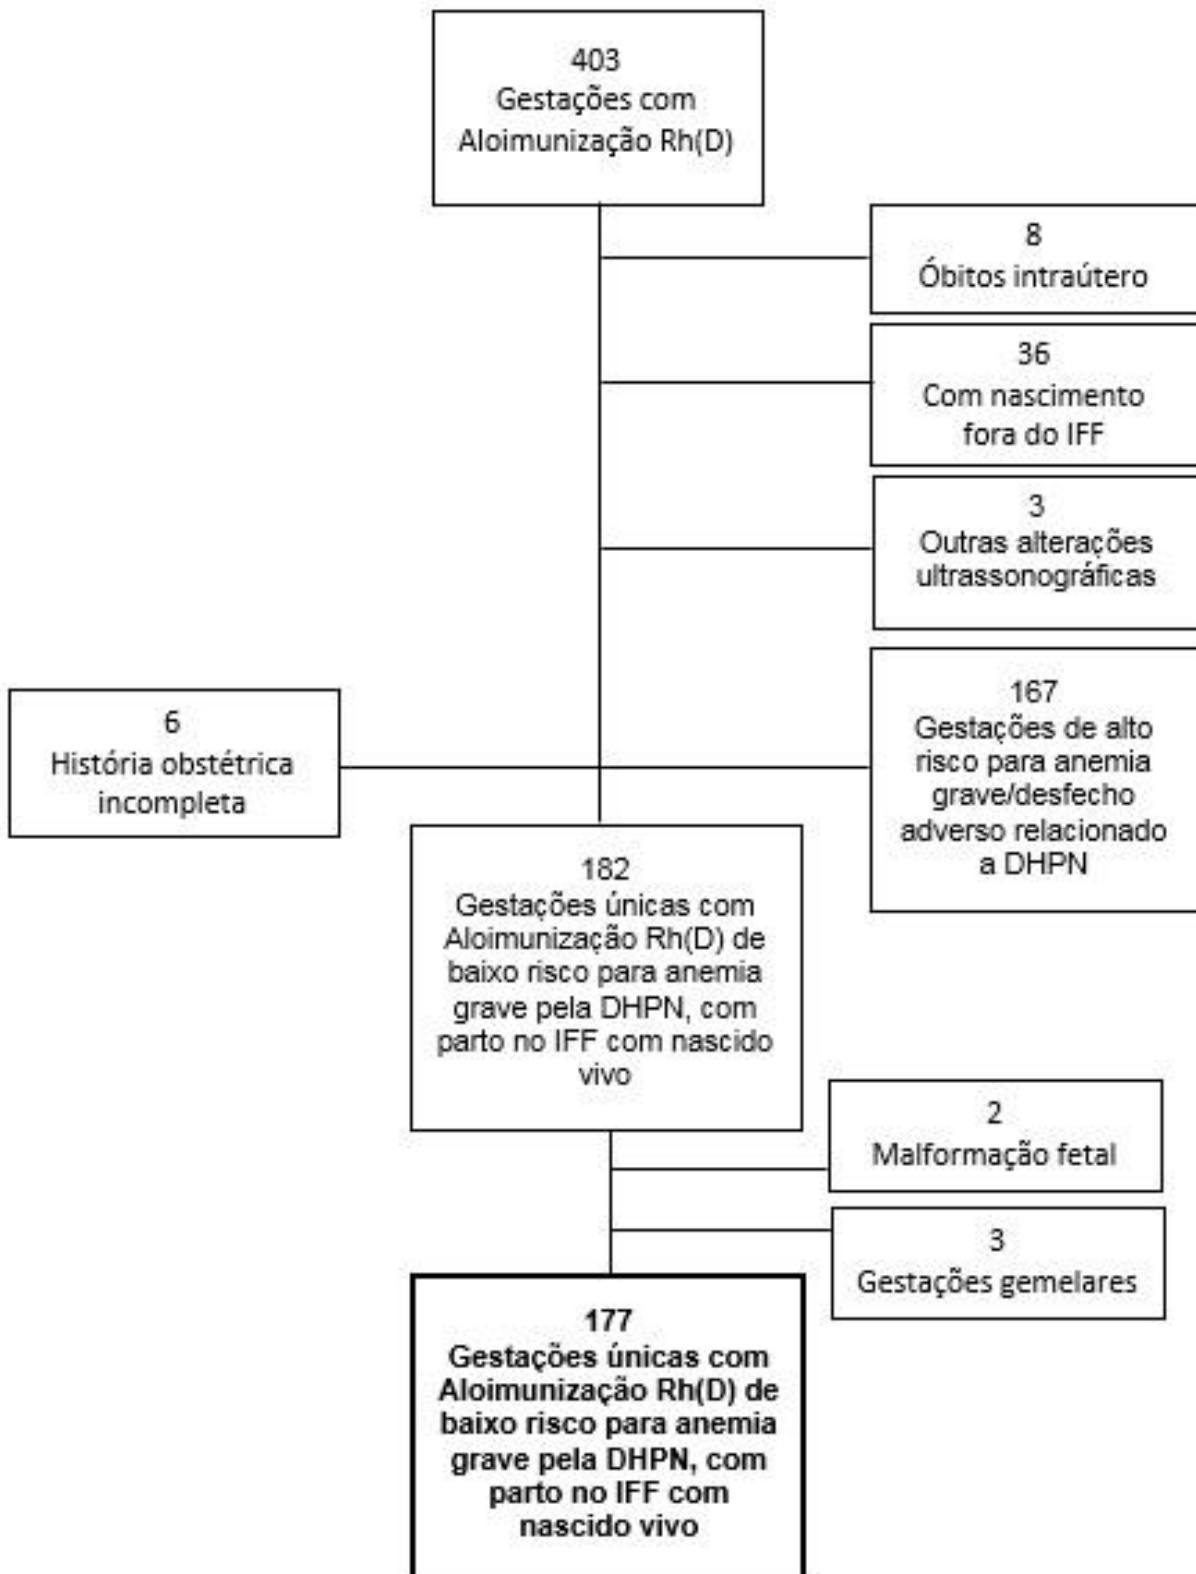 403
Gestações com
Aloimunização Rh(D)
8
Óbitos intraútero
36
Com nascimento
fora do IFF
3
Outras alterações
ultrassonográficas
6
História obstétrica
incompleta
167
Gestações de alto
risco para anemia
grave/desfecho
adverso relacionado
a DHPN
182
Gestações únicas com
Aloimunização Rh(D) de
baixo risco para anemia
grave pela DHPN, com
parto no IFF com nascido
vivo
2
Malformação fetal
3
Gestações gemelares
177
Gestações únicas com
Aloimunização Rh(D) de
baixo risco para anemia
grave pela DHPN, com
parto no IFF com
nascido vivo